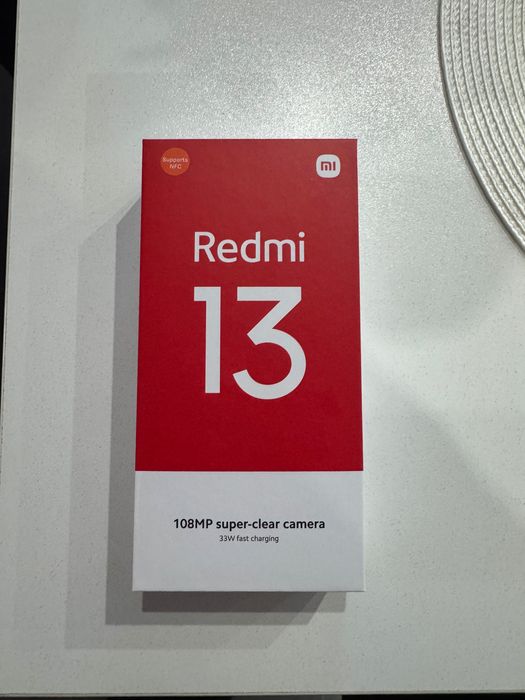 Supports
NFC
mi
Redmi
13
108MP super-clear camera
33W fast charging